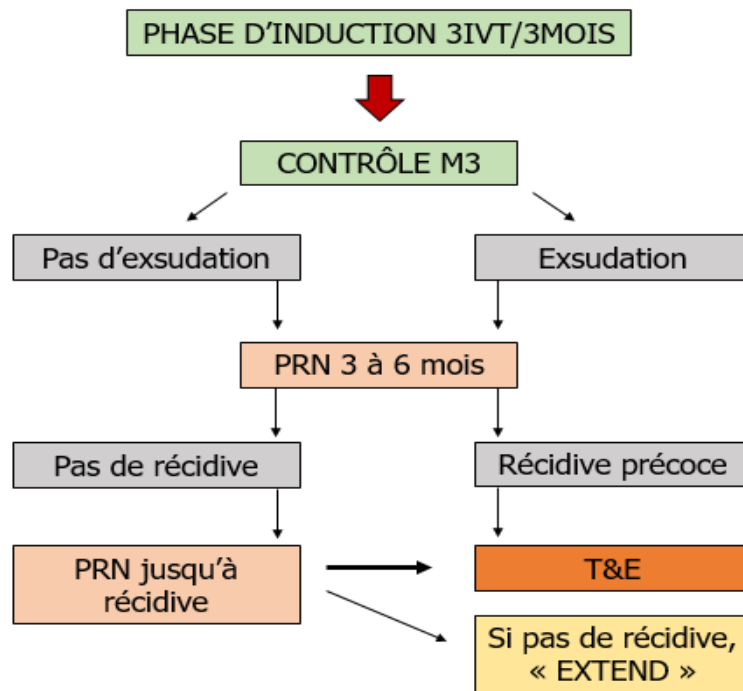 PHASE D’INDUCTION 3IVT/3MOIS
CONTRÔLE M3
Pas d’exsudation
Exsudation
PRN 3 à 6 mois
Pas de récidive
Récidive précoce
PRN jusqu’à
récidive
T&E
Si pas de récidive,
« EXTEND »